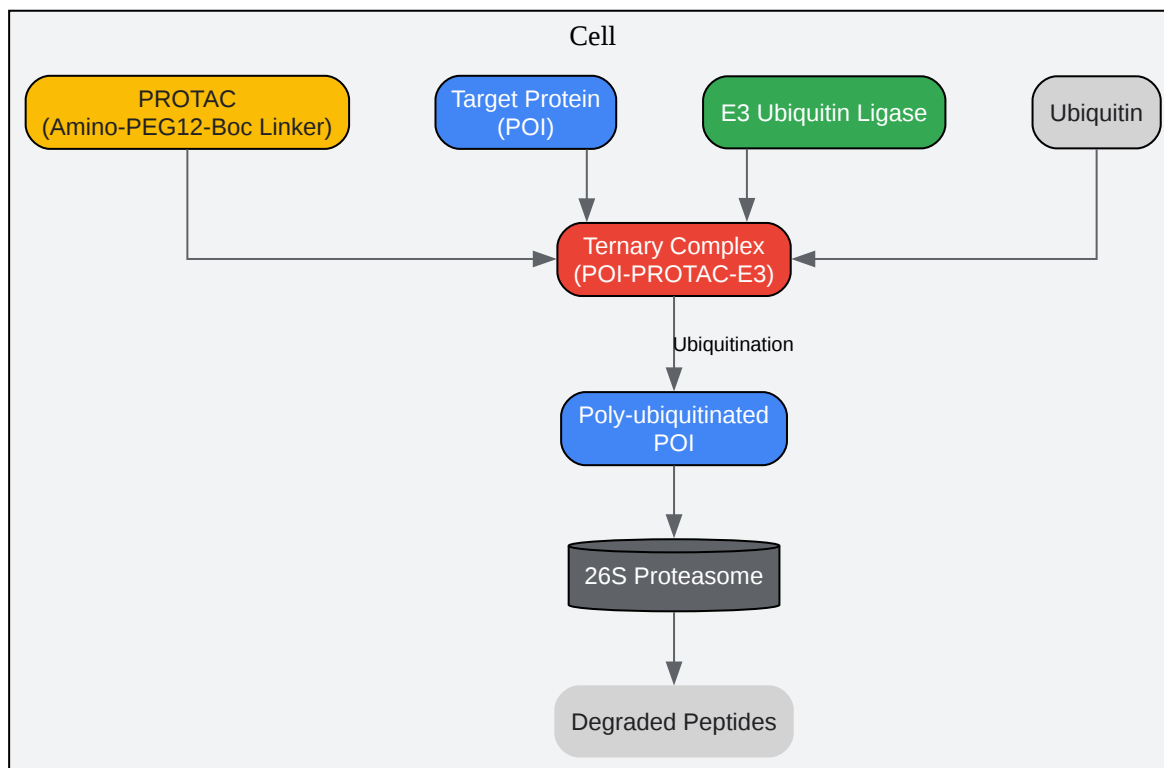 Cell
PROTAC
(Amino-PEG12-Boc Linker)
Target Protein
(POI)
E3 Ubiquitin Ligase
Ubiquitin
Ternary Complex
(POI-PROTAC-E3)
Ubiquitination
Poly-ubiquitinated
POI
26S Proteasome
Degraded Peptides